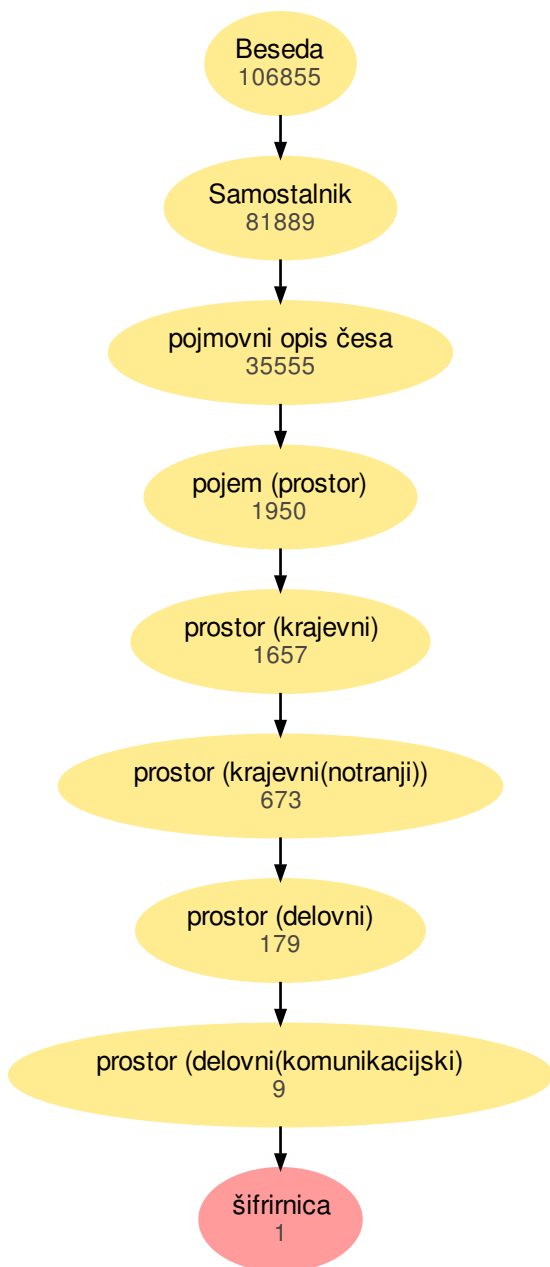 Beseda
106855
Samostalnik
81889
pojmovni opis česa
35555
pojem (prostor)
1950
prostor (krajevni)
1657
prostor (krajevni(notranji))
673
prostor (delovni)
179
prostor (delovni(komunikacijski)
9
šifrirnica
1